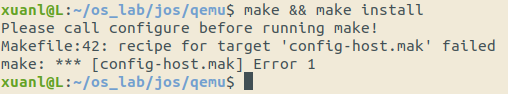 xuanl@L:~/os_lab/jos/qemu$ make && make install
Please call configure before running make!
Makefile:42: recipe for target 'config-host.mak' failed
make: *** [config-host.mak] Error 1
xuanl@L:~/os_lab/jos/qemu$